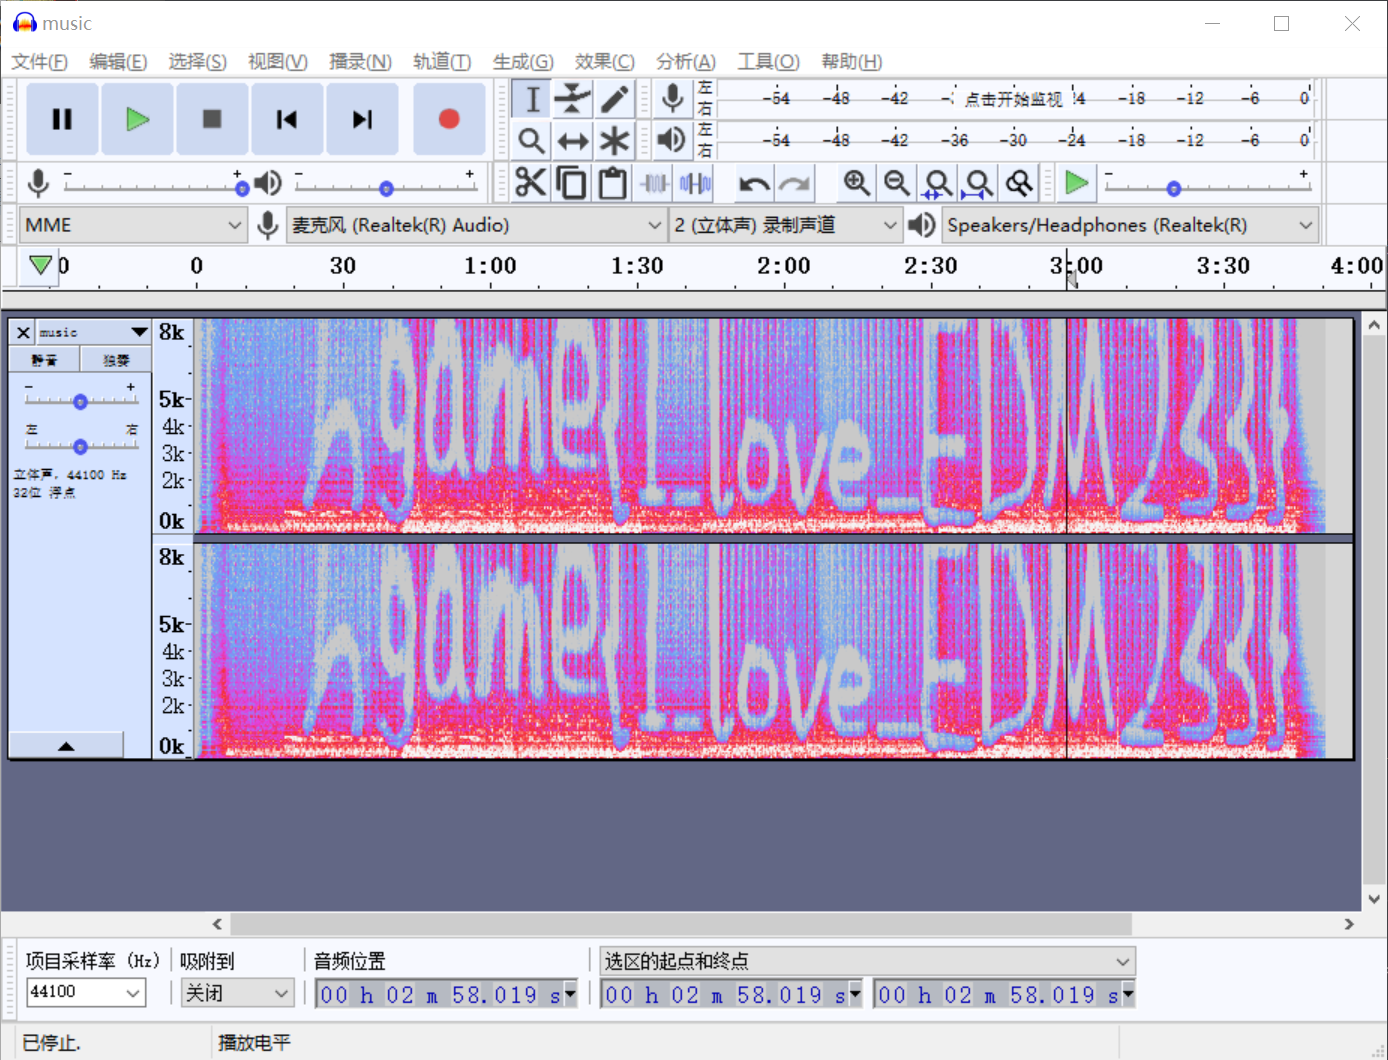 music
文件(F) 编辑(E) 选择(S) 视图(V) 播录(N) 轨道(T) 生成(G) 效果(C) 分析(A) 工具(O) 帮助(H)
左 右 -54 -48 -42 -3 点击开始监视 !4 -18 -12 -6 0
左 右 -54 -48 -42 -36 -30 -24 -18 -12 -6 0
- + - + - +
MME 麦克风 (Realtek(R) Audio) 2 (立体声) 录制声道 Speakers/Headphones (Realtek(R)
0 0 30 1:00 1:30 2:00 2:30 3:00 3:30 4:00
music
静音 独奏
- +
左 右
立体声, 44100 Hz
32位 浮点
8k
5k
4k
3k
2k
0k
hgame{I_love_EDM233}
8k
5k
4k
3k
2k
0k
hgame{I_love_EDM233}
项目采样率 (Hz) 吸附到 音频位置 选区的起点和终点
44100 关闭 00 h 02 m 58.019 s 00 h 02 m 58.019 s 00 h 02 m 58.019 s
已停止. 播放电平